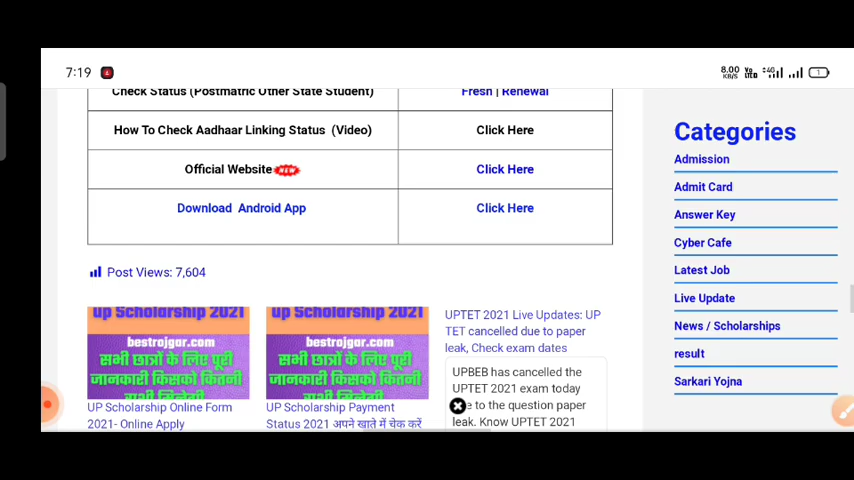 7:19
8.00
KB/S
Vo
LTE
4G
1
Check Status (Postmatric Other State Student)
Fresh | Renewal
How To Check Aadhaar Linking Status (Video)
Click Here
Official Website NEW
Click Here
Download Android App
Click Here
Post Views: 7,604
Categories
Admission
Admit Card
Answer Key
Cyber Cafe
Latest Job
Live Update
News / Scholarships
result
Sarkari Yojna
up Scholarship 2021
bestrojgar.com
सभी छात्रों के लिए पूरी
जानकारी किसको कितनी
UP Scholarship Online Form
2021- Online Apply
up Scholarship 2021
bestrojgar.com
सभी छात्रों के लिए पूरी
जानकारी किसको कितनी
UP Scholarship Payment
Status 2021 अपने खाते में चेक करें
UPTET 2021 Live Updates: UP
TET cancelled due to paper
leak, Check exam dates
UPBEB has cancelled the
UPTET 2021 exam today
e to the question paper
leak. Know UPTET 2021